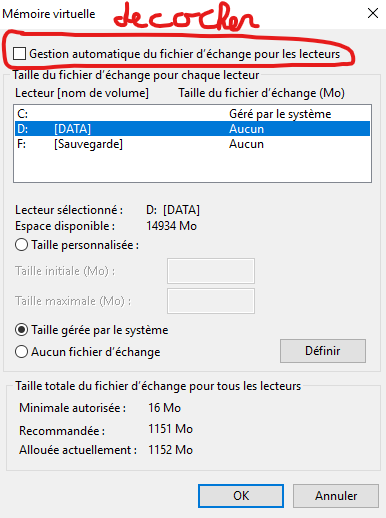 Mémoire virtuelle
decocher
Gestion automatique du fichier d'échange pour les lecteurs
Taille du fichier d'échange pour chaque lecteur
Lecteur [nom de volume] Taille du fichier d'échange (Mo)
C: Géré par le système
D: [DATA] Aucun
F: [Sauvegarde] Aucun
Lecteur sélectionné : D: [DATA]
Espace disponible : 14934 Mo
Taille personnalisée :
Taille initiale (Mo) :
Taille maximale (Mo) :
Taille gérée par le système
Aucun fichier d'échange Définir
Taille totale du fichier d'échange pour tous les lecteurs
Minimale autorisée : 16 Mo
Recommandée : 1151 Mo
Allouée actuellement : 1152 Mo
OK Annuler